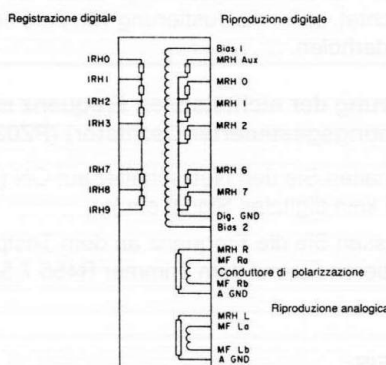 Registrazione digitale
Riproduzione digitale
Bias 1
IRH0
MRH Aux
IRH1
MRH 0
IRH2
MRH 1
IRH3
MRH 2
IRH7
MRH 6
IRH8
MRH 7
IRH9
Dig. GND
Bias 2
MRH R
MF Ra
Conduttore di polarizzazione
MF Rb
A GND
Riproduzione analogica
MRH L
MF La
MF Lb
A GND